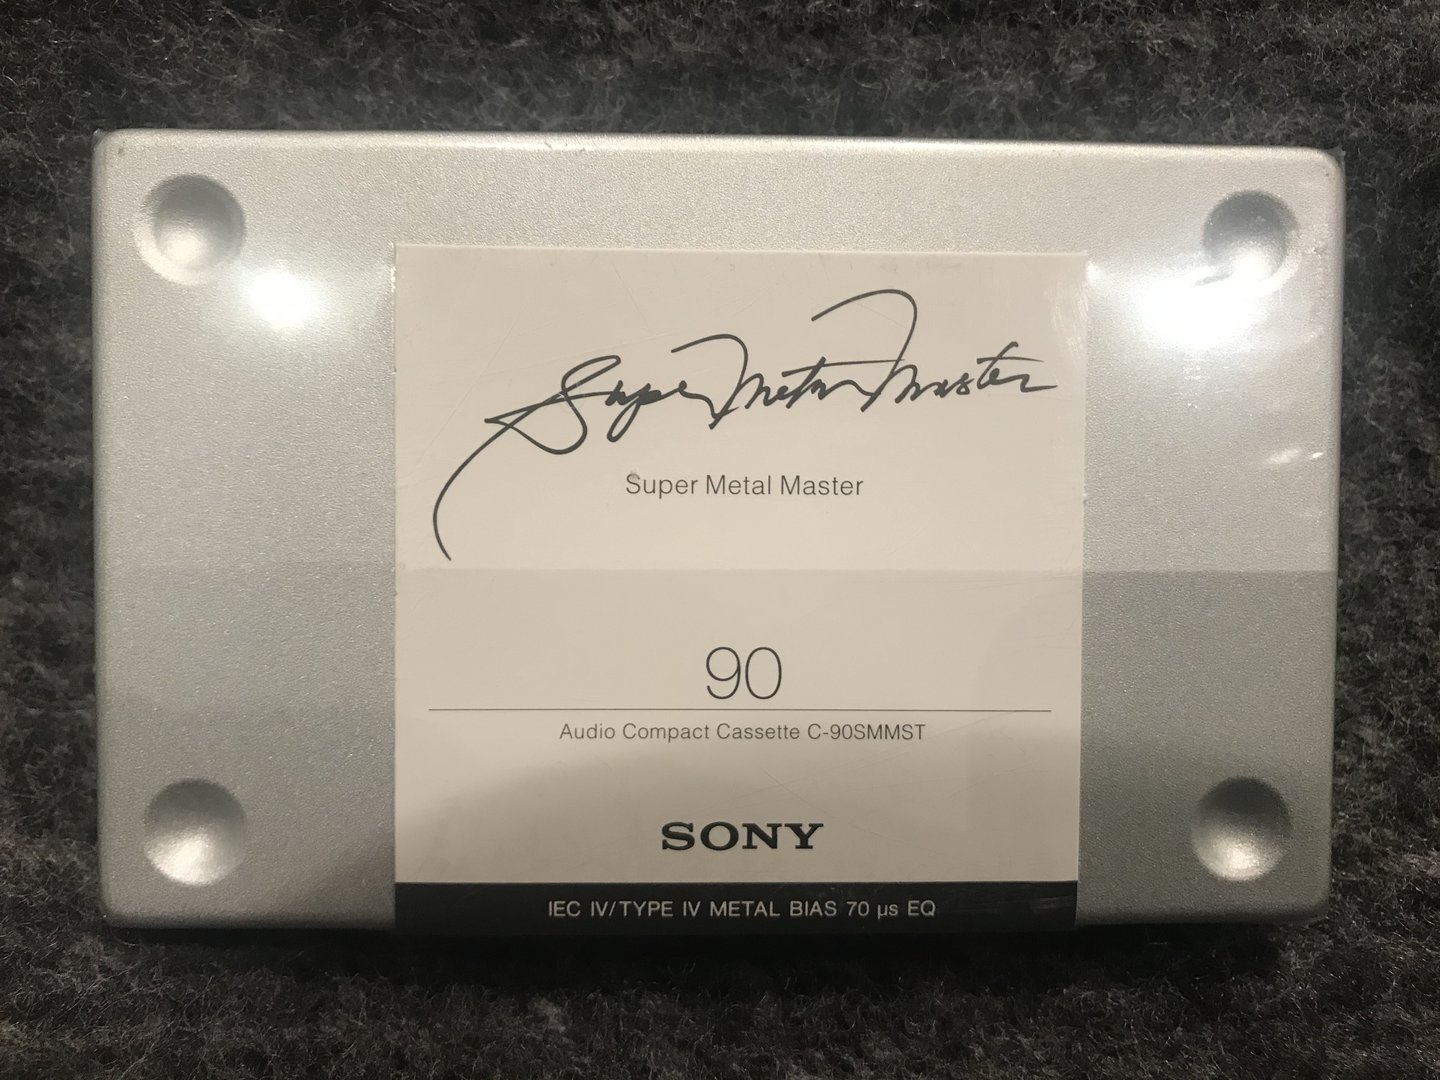 Super Metal Master
Super Metal Master
90
Audio Compact Cassette C-90SMMST
SONY
IEC IV/TYPE IV METAL BIAS 70 µs EQ